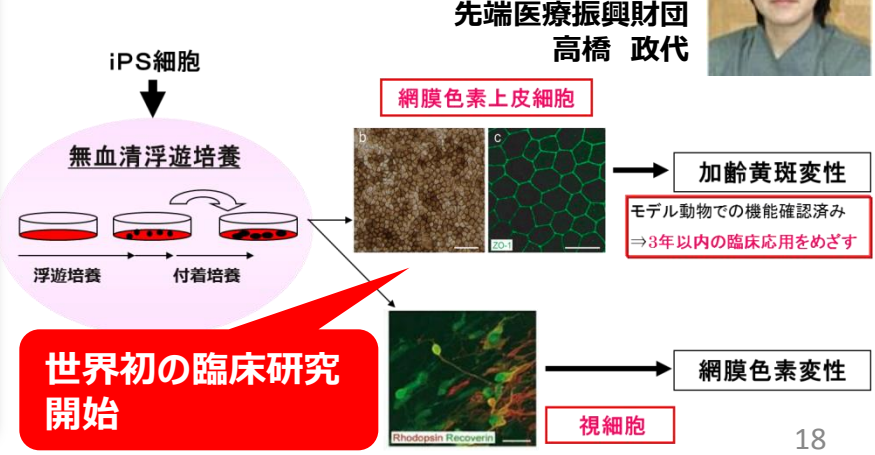 先端医療振興財団
高橋 政代
iPS細胞
無血清浮遊培養
浮遊培養
付着培養
網膜色素上皮細胞
b
c
ZO-1
加齢黄斑変性
モデル動物での機能確認済み
⇒3年以内の臨床応用をめざす
世界初の臨床研究
開始
Rhodopsin Recoverin
視細胞
網膜色素変性
18